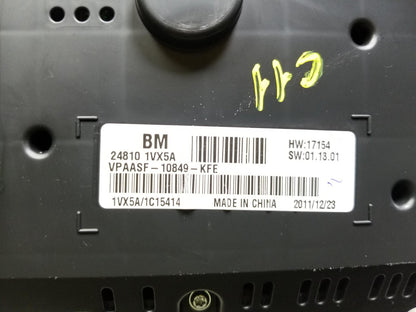 C11
BM
24810 1VX5A
VPAASF-10849-KFE
HW:17154
SW:01.13.01
1VX5A/1C15414 MADE IN CHINA 2011/12/23